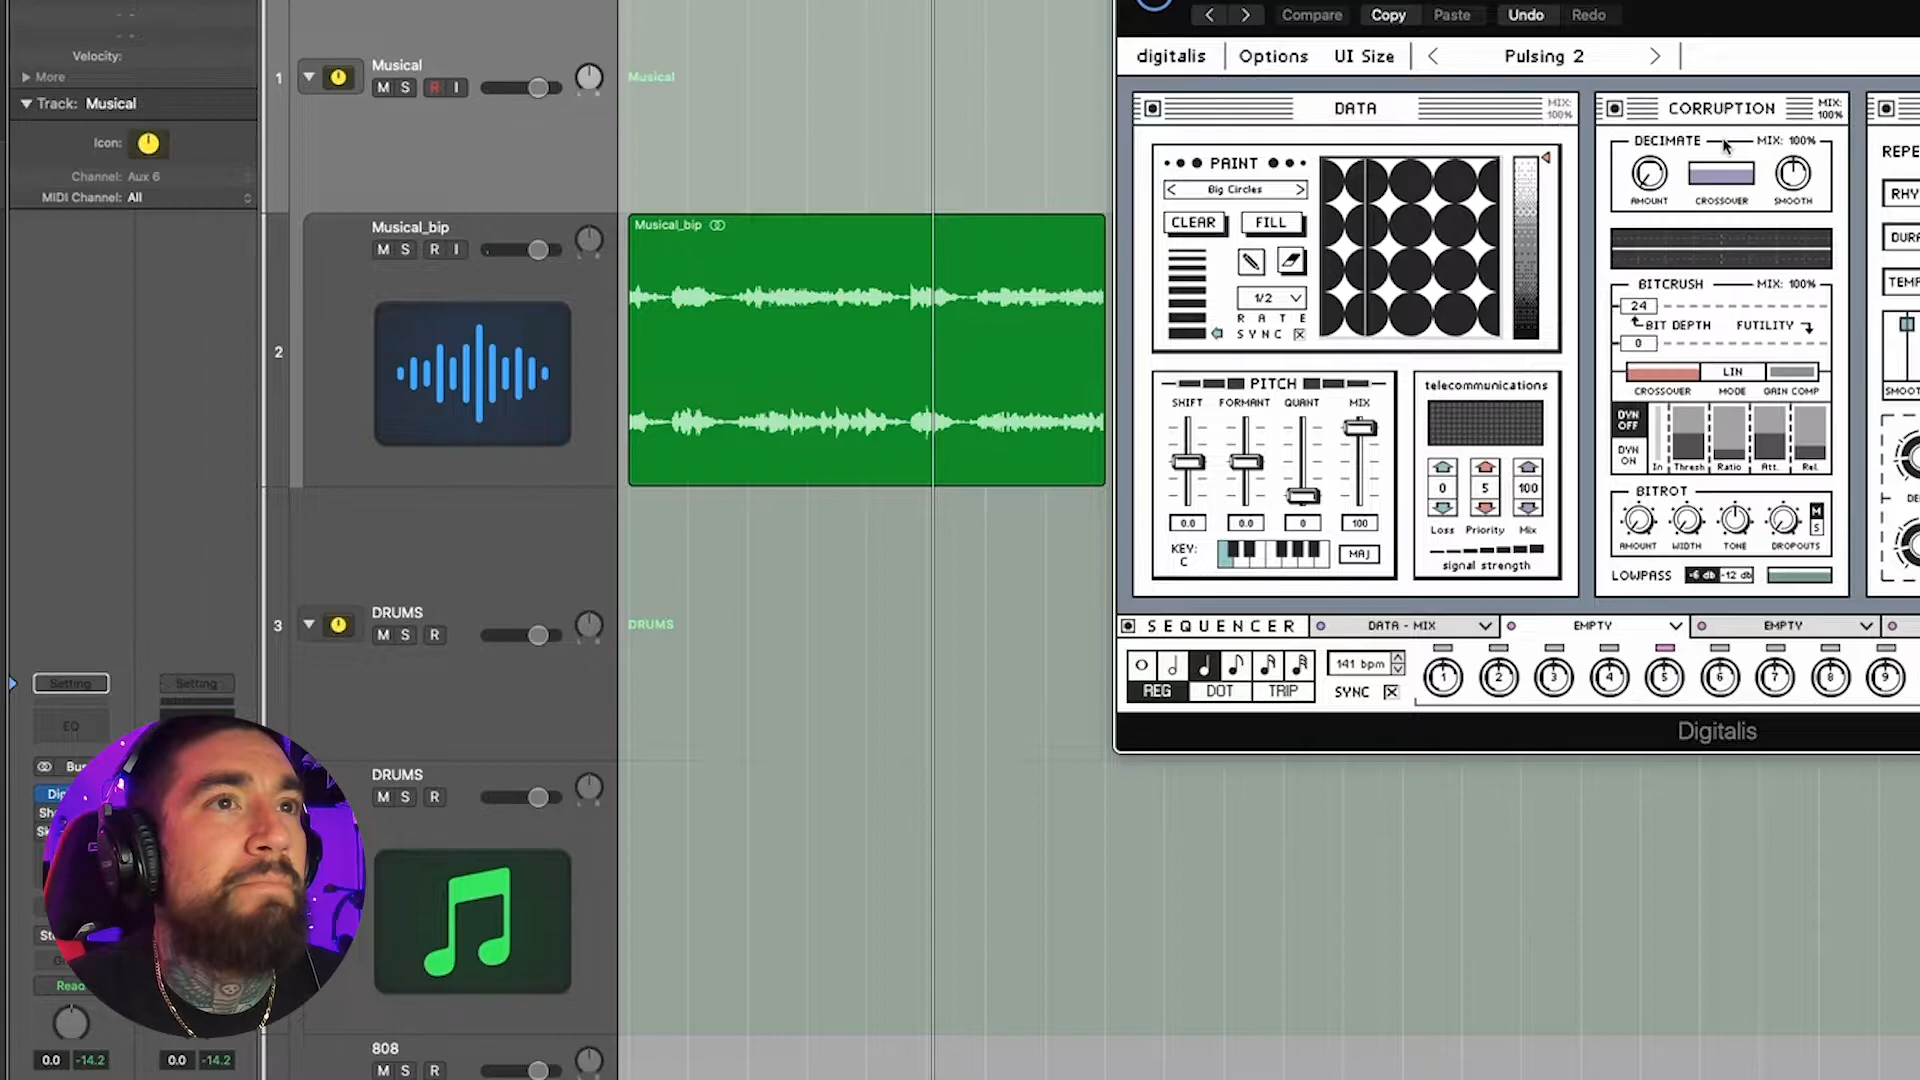 Velocity:
More
Track: Musical
Icon:
Channel: Aux 6
MIDI Channel: All
Setting
Setting
EQ
Read
0.0 -14.2
0.0 -14.2
1
Musical
M S R I
2
Musical_bip
M S R I
3
DRUMS
M S R
DRUMS
M S R
808
M S R
Musical
Musical_bip
DRUMS
Compare Copy Paste Undo Redo
digitalis Options UI Size < Pulsing 2 >
DATA
MIX:
100%
PAINT
< Big Circles >
CLEAR FILL
1/2
RATE
SYNC
PITCH
SHIFT FORMANT QUANT MIX
0.0 0.0 0 100
KEY:
C
MAJ
telecommunications
0 5 100
Loss Priority Mix
signal strength
CORRUPTION
MIX:
100%
DECIMATE MIX: 100%
AMOUNT CROSSOVER SMOOTH
BITCRUSH MIX: 100%
24
BIT DEPTH FUTILITY
0
LIN
CROSSOVER MODE GAIN COMP
DYN
OFF
DYN
ON
In Thresh Ratio Att. Rel.
BITROT
M
S
AMOUNT WIDTH TONE DROPOUTS
LOWPASS -6 db -12 db
SEQUENCER DATA - MIX EMPTY EMPTY
141 bpm
REG DOT TRIP SYNC
1 2 3 4 5 6 7 8 9
Digitalis